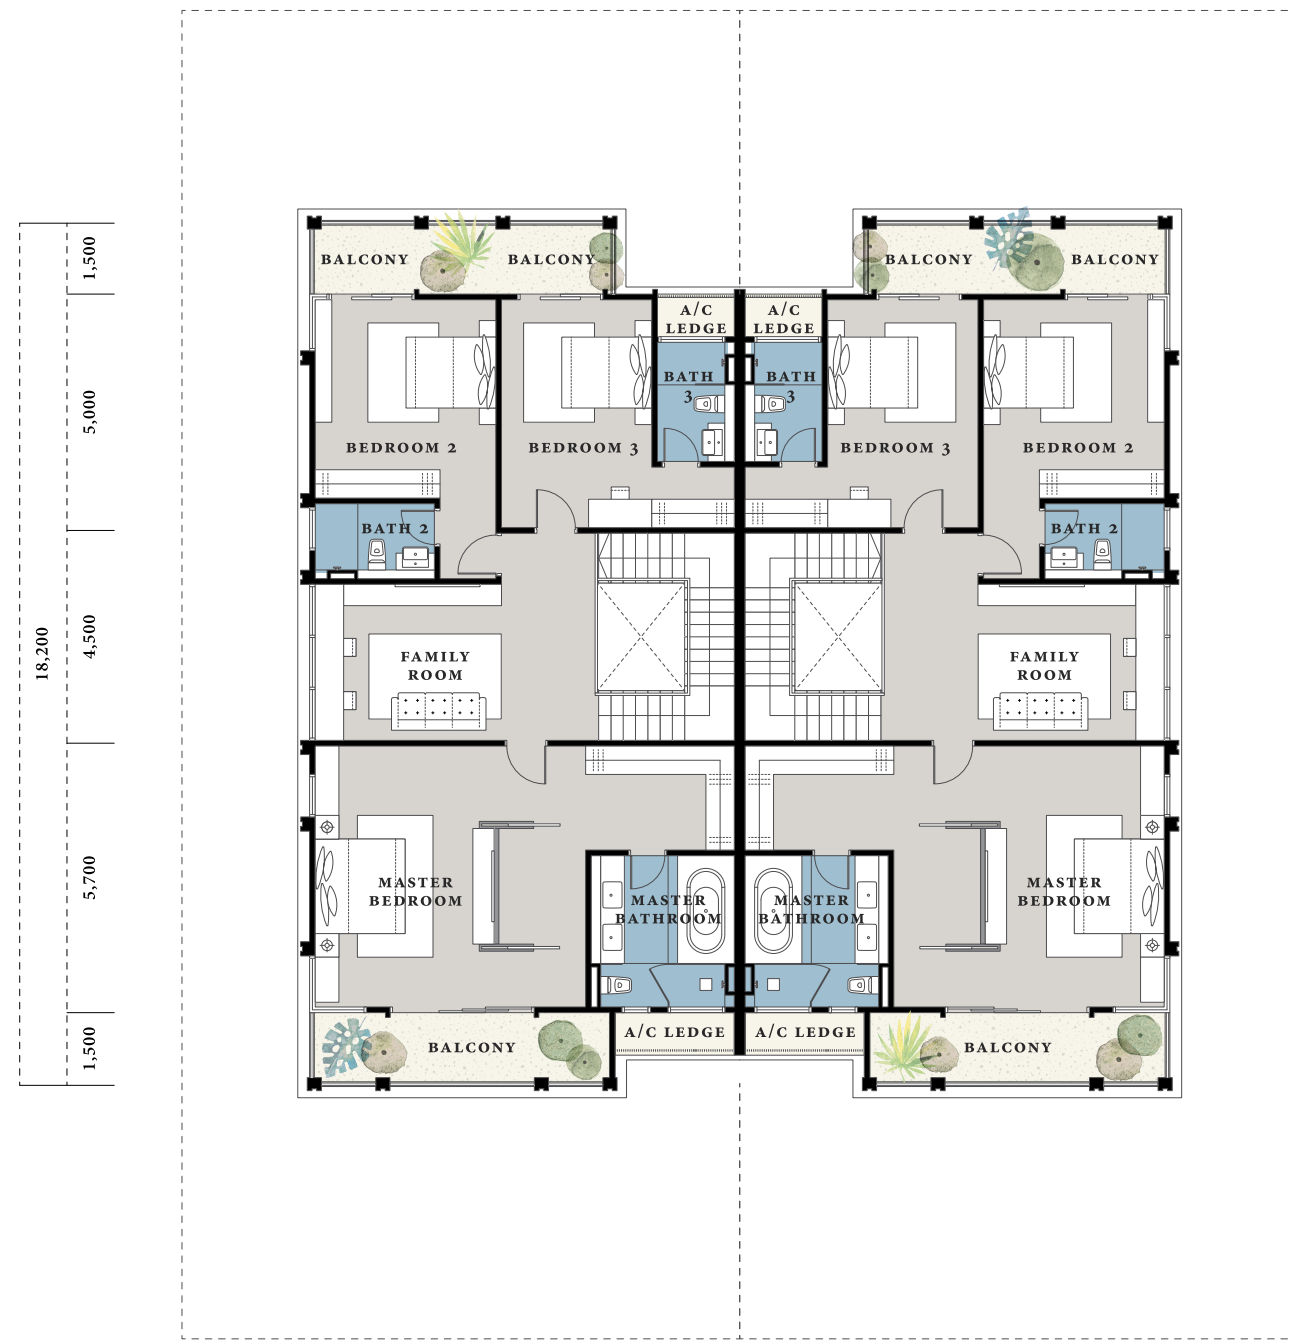 1,500
5,000
4,500
18,200
5,700
1,500
BALCONY
BALCONY
BALCONY
BALCONY
A/C
LEDGE
A/C
LEDGE
BATH
3
BATH
3
BEDROOM 2
BEDROOM 3
BEDROOM 3
BEDROOM 2
BATH 2
BATH 2
FAMILY
ROOM
FAMILY
ROOM
MASTER
BEDROOM
MASTER
BATHROOM
MASTER
BATHROOM
MASTER
BEDROOM
BALCONY
A/C LEDGE
A/C LEDGE
BALCONY